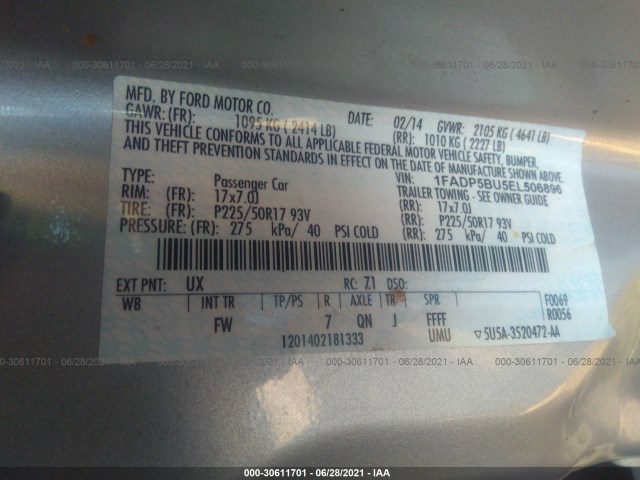 000-30611701 - 06/28/2021 - IAA
MFD. BY FORD MOTOR CO.
DATE: 02/14 GVWR: 2105 KG (4641 LB)
GAWR: (FR): 1095 KG (2414 LB) (RR): 1010 KG (2227 LB)
THIS VEHICLE CONFORMS TO ALL APPLICABLE FEDERAL MOTOR VEHICLE SAFETY, BUMPER,
AND THEFT PREVENTION STANDARDS IN EFFECT ON THE DATE OF MANUFACTURE SHOWN ABOVE.
VIN: 1FADP5BU5EL506896
TYPE: Passenger Car TRAILER TOWING - SEE OWNER GUIDE
RIM: (FR): 17x7.0J (RR): 17x7.0J
TIRE: (FR): P225/50R17 93V (RR): P225/50R17 93V
PRESSURE: (FR): 275 kPa/ 40 PSI COLD (RR): 275 kPa/ 40 PSI COLD
EXT PNT: UX RC: 71 DSO:
WB INT TR TP/PS R AXLE TR SPR F0069
R0056
FW 7 QN J FFFF
1201402181333 UMU ▽5U5A-3520472-AA
000-30611701 - 06/28/2021 - IAA